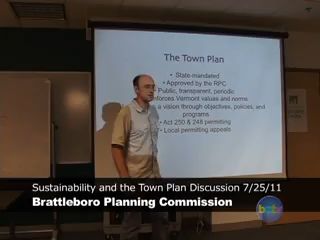 The Town Plan
• State-mandated
• Approved by the RPC
Public, transparent, periodic
nforces Vermont values and norms
a vision through objectives, policies, and
programs
• Act 250 & 248 permitting
• Local permitting appeals
Sustainability and the Town Plan Discussion 7/25/11
Brattleboro Planning Commission